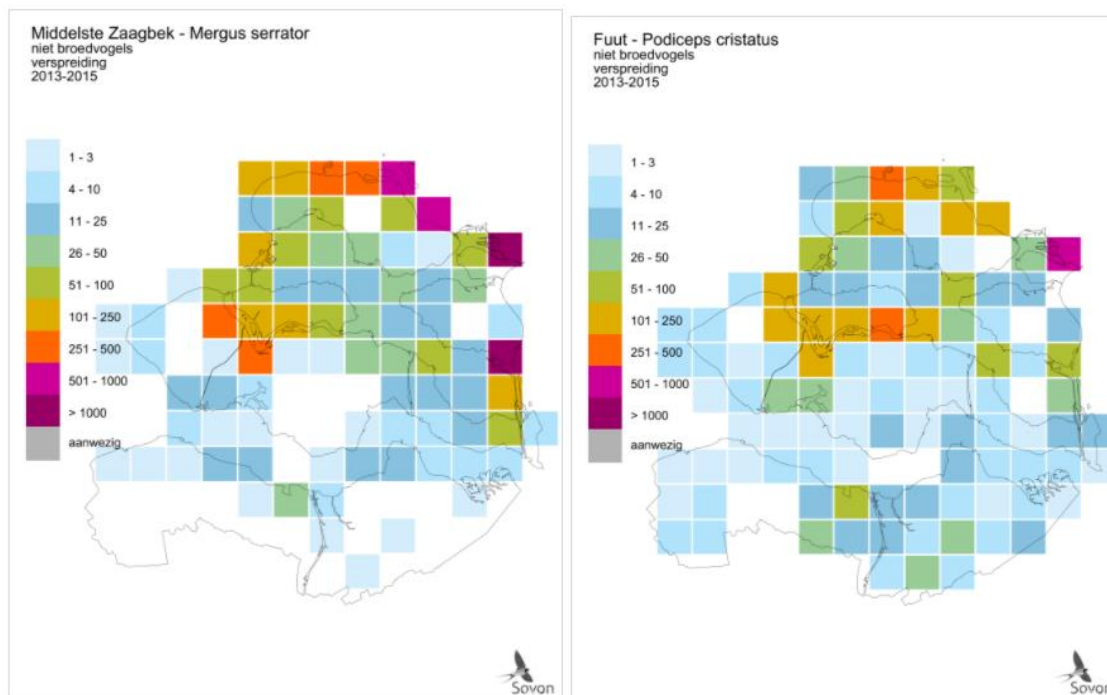 Middelste Zaagbek - Mergus serrator
niet broedvogels
verspreiding
2013-2015
1 - 3
4 - 10
11 - 25
26 - 50
51 - 100
101 - 250
251 - 500
501 - 1000
> 1000
aanwezig
Sovon
Fuut - Podiceps cristatus
niet broedvogels
verspreiding
2013-2015
1 - 3
4 - 10
11 - 25
26 - 50
51 - 100
101 - 250
251 - 500
501 - 1000
> 1000
aanwezig
Sovon